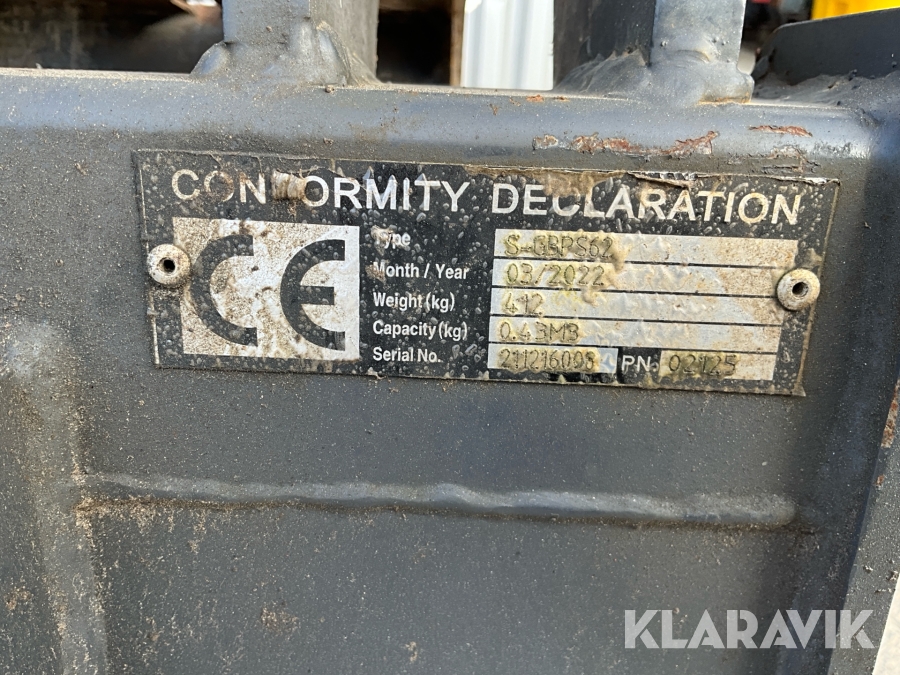 CONFORMITY DECLARATION
CE
Type S-GBPS62
Month / Year 03/2022
Weight(kg) 412
Capacity(kg) 0.43M3
Serial No. 211216098 PN. 02125
KLARAVIK